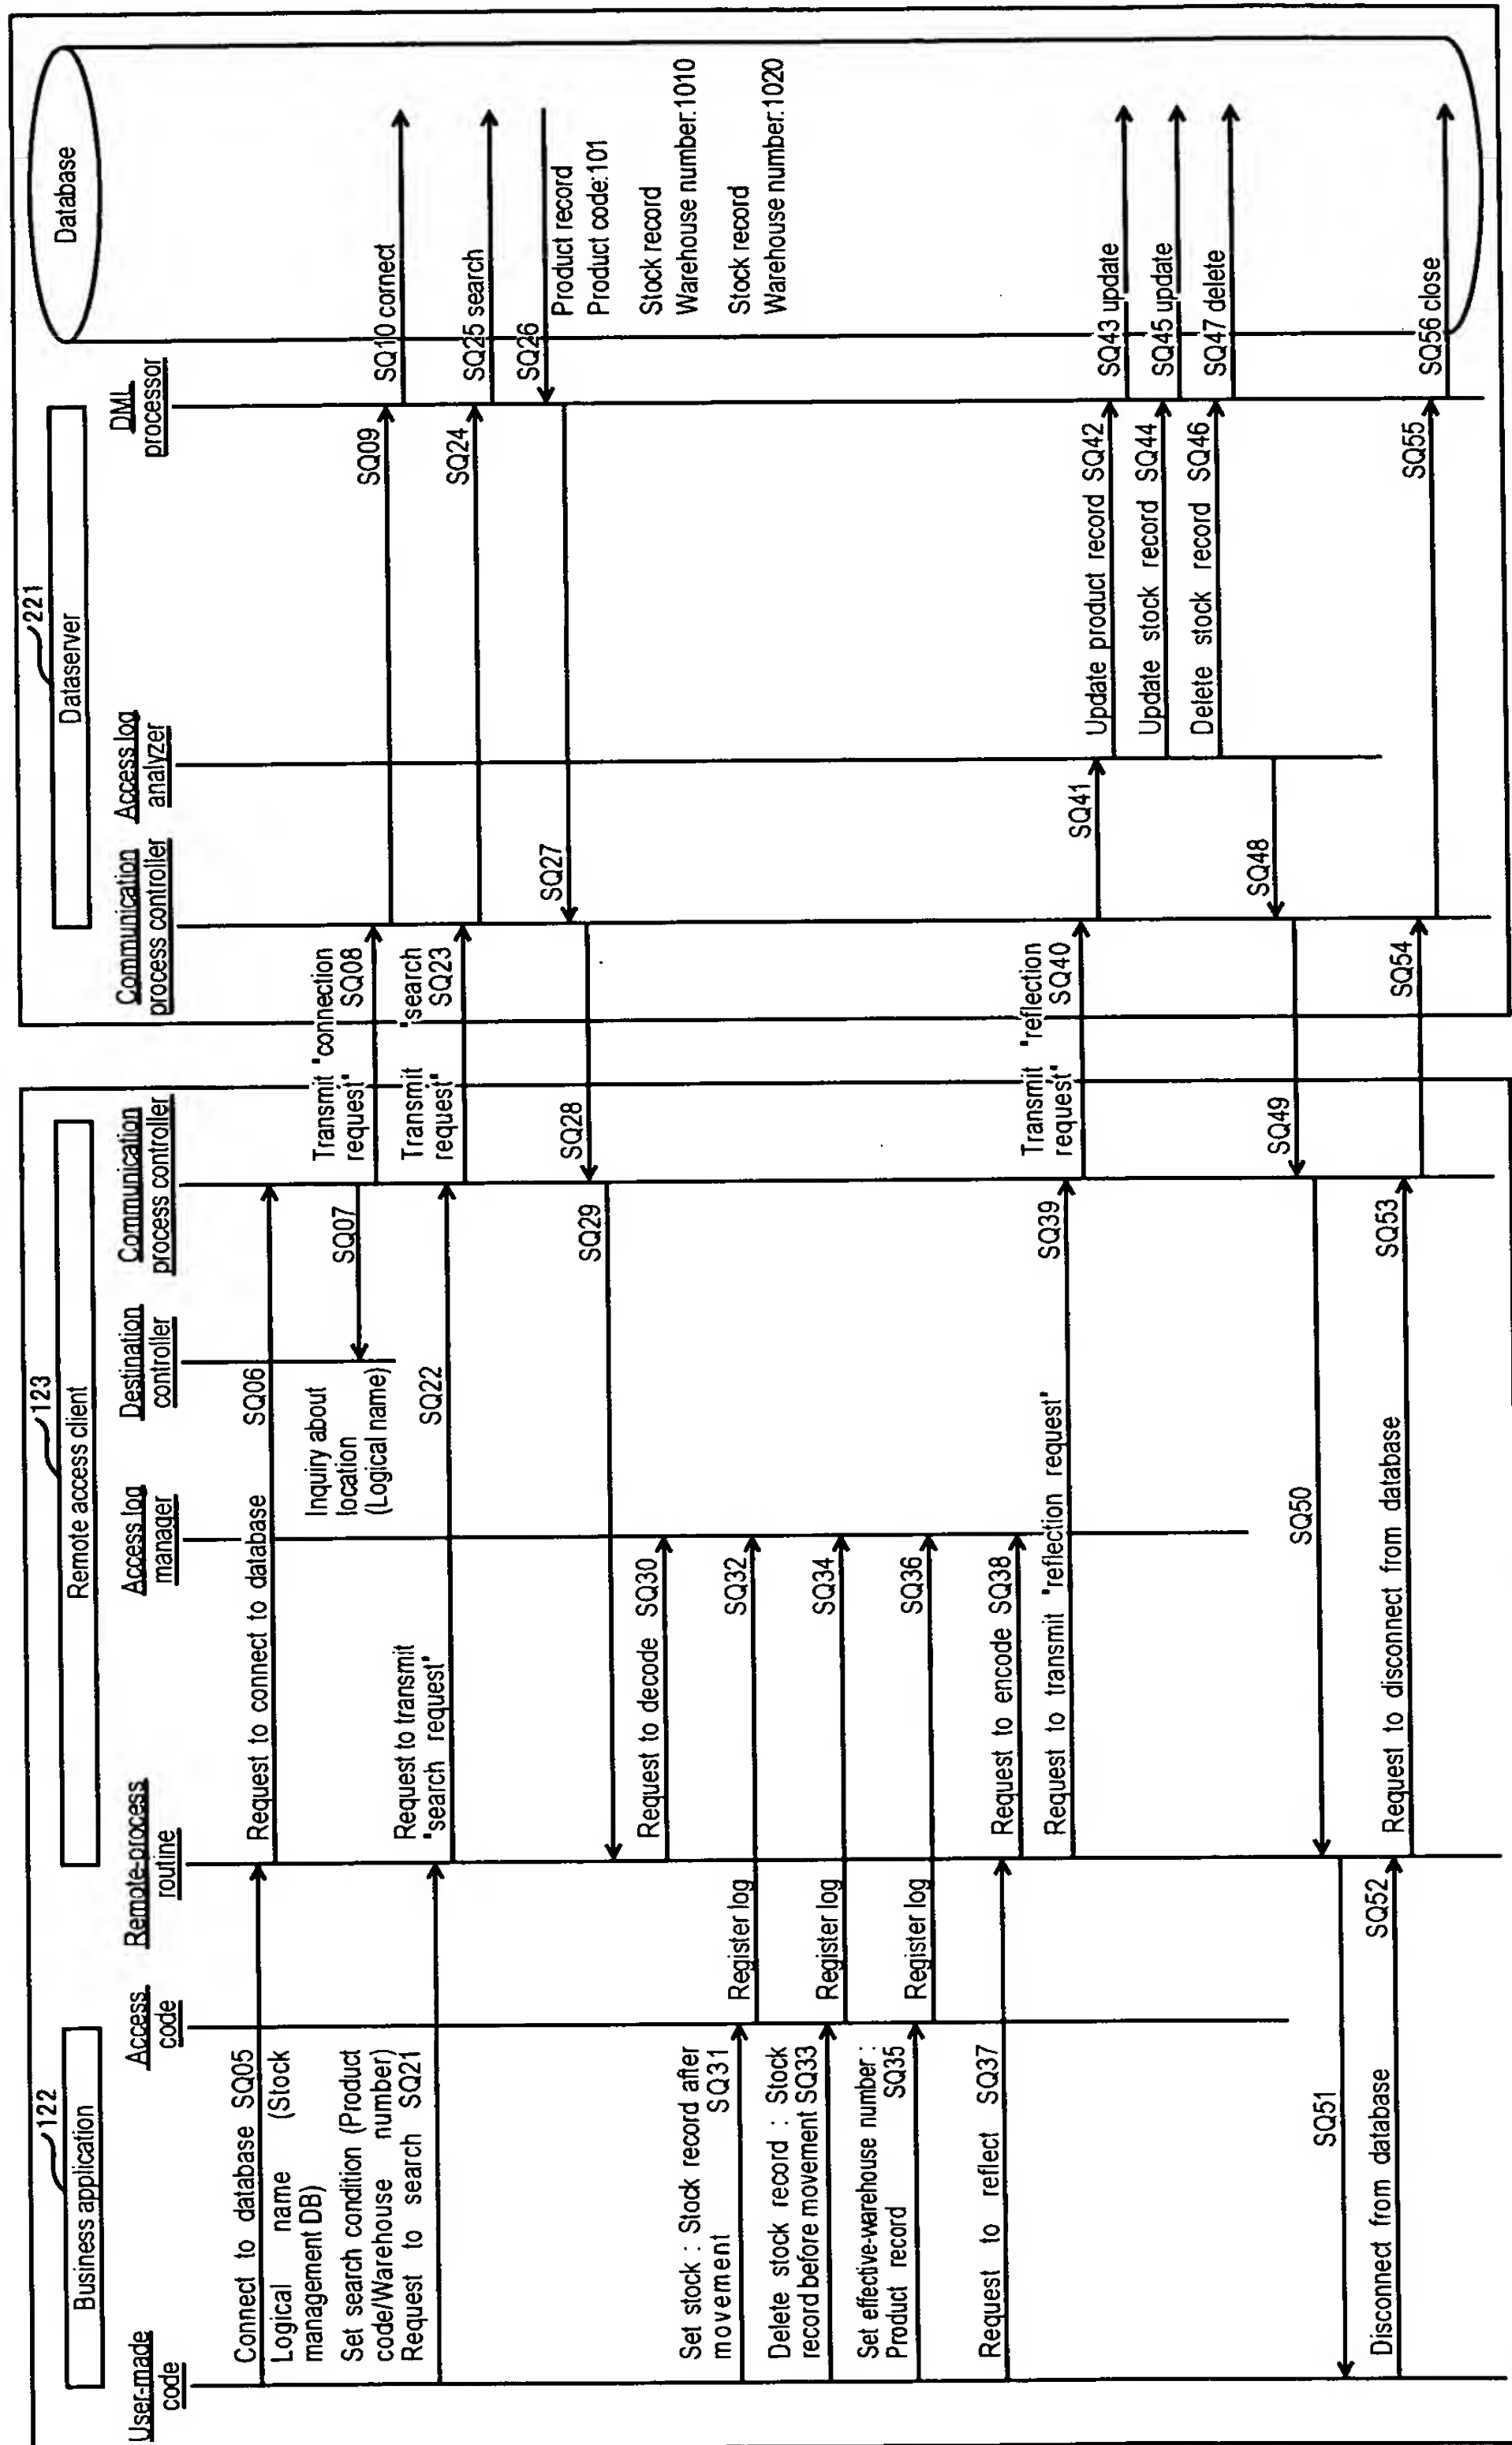 122
Business application
123
Remote access client
221
Dataserver
Database
User-made
code
Access
code
Remote-process
routine
Access log
manager
Destination
controller
Communication
process controller
Communication
process controller
Access log
analyzer
DML
processor
Connect to database SQ05
Logical name (Stock
management DB)
Request to connect to database SQ06
SQ07
Inquiry about
location
(Logical name)
Transmit "connection
request" SQ08
SQ09
SQ10 connect
Set search condition (Product
code/Warehouse number)
Request to search SQ21
Request to transmit
"search request"
SQ22
Transmit "search
request" SQ23
SQ24
SQ25 search
SQ26
Product record
Product code:101
Stock record
Warehouse number:1010
Stock record
Warehouse number:1020
SQ27
SQ28
SQ29
Request to decode SQ30
Set stock : Stock record after
movement SQ31
Register log
SQ32
Delete stock record : Stock
record before movement SQ33
Register log
SQ34
Set effective-warehouse number :
Product record SQ35
Register log
SQ36
Request to reflect SQ37
Request to encode SQ38
Request to transmit "reflection request" SQ39
Transmit "reflection
request" SQ40
SQ41
Update product record SQ42
SQ43 update
Update stock record SQ44
SQ45 update
Delete stock record SQ46
SQ47 delete
SQ48
SQ49
SQ50
SQ51
Disconnect from database
SQ52
Request to disconnect from database
SQ53
SQ54
SQ55
SQ56 close